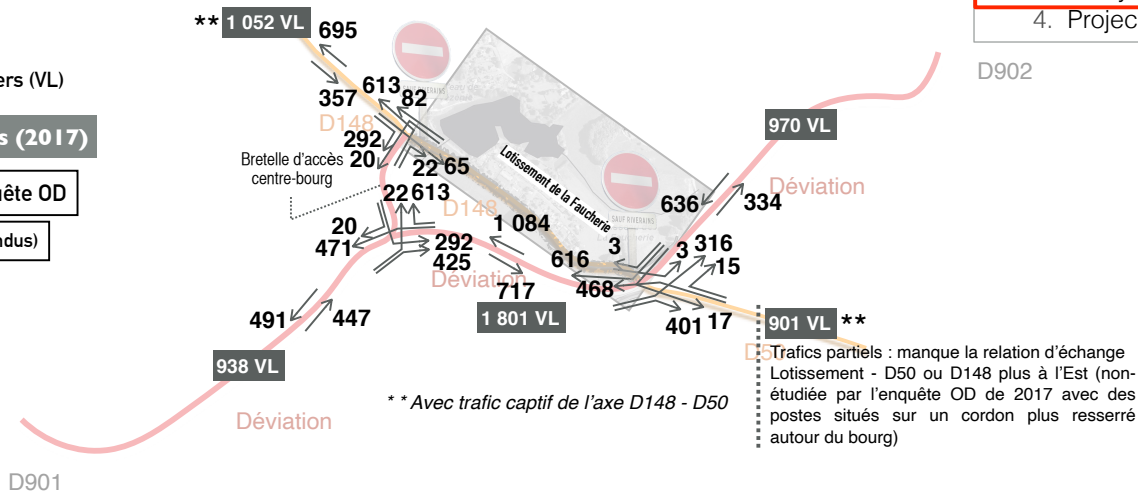 ** 1 052 VL
695
ers (VL)
4. Projec
D902
613
82
357
D148
s (2017)
970 VL
292
20
Bretelle d'accès
centre-bourg
22
65
Lotissement de la Faucherie
Déviation
uête OD
22
613
D148
SAUF RIVERAINS
636
334
ndus)
20
471
292
425
1 084
3
3
316
616
15
Déviation
717
468
491
447
1 801 VL
401
17
901 VL **
D50
938 VL
Trafics partiels : manque la relation d'échange
Lotissement - D50 ou D148 plus à l'Est (non-
étudiée par l'enquête OD de 2017 avec des
postes situés sur un cordon plus resserré
autour du bourg)
* * Avec trafic captif de l'axe D148 - D50
Déviation
D901